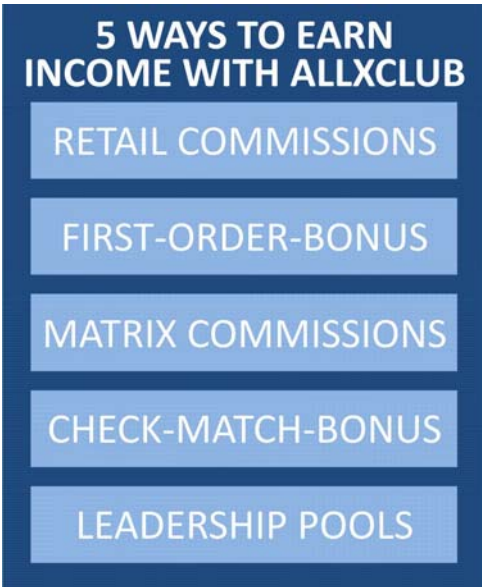 5 WAYS TO EARN
INCOME WITH ALLXCLUB
RETAIL COMMISSIONS
FIRST-ORDER-BONUS
MATRIX COMMISSIONS
CHECK-MATCH-BONUS
LEADERSHIP POOLS